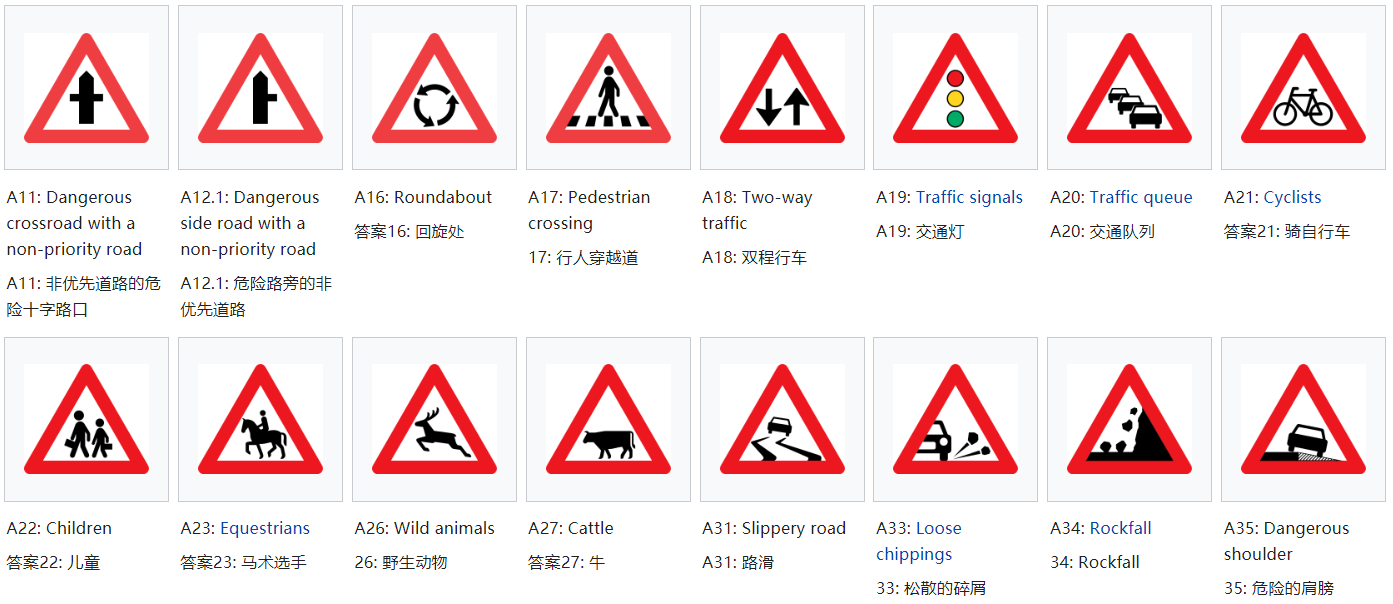 A11: Dangerous
crossroad with a
non-priority road
A11: 非优先道路的危
险十字路口
A12.1: Dangerous
side road with a
non-priority road
A12.1: 危险路旁的非
优先道路
A16: Roundabout
答案16: 回旋处
A17: Pedestrian
crossing
17: 行人穿越道
A18: Two-way
traffic
A18: 双程行车
A19: Traffic signals
A19: 交通灯
A20: Traffic queue
A20: 交通队列
A21: Cyclists
答案21: 骑自行车
A22: Children
答案22: 儿童
A23: Equestrians
答案23: 马术选手
A26: Wild animals
26: 野生动物
A27: Cattle
答案27: 牛
A31: Slippery road
A31: 路滑
A33: Loose
chippings
33: 松散的碎屑
A34: Rockfall
34: Rockfall
A35: Dangerous
shoulder
35: 危险的肩膀